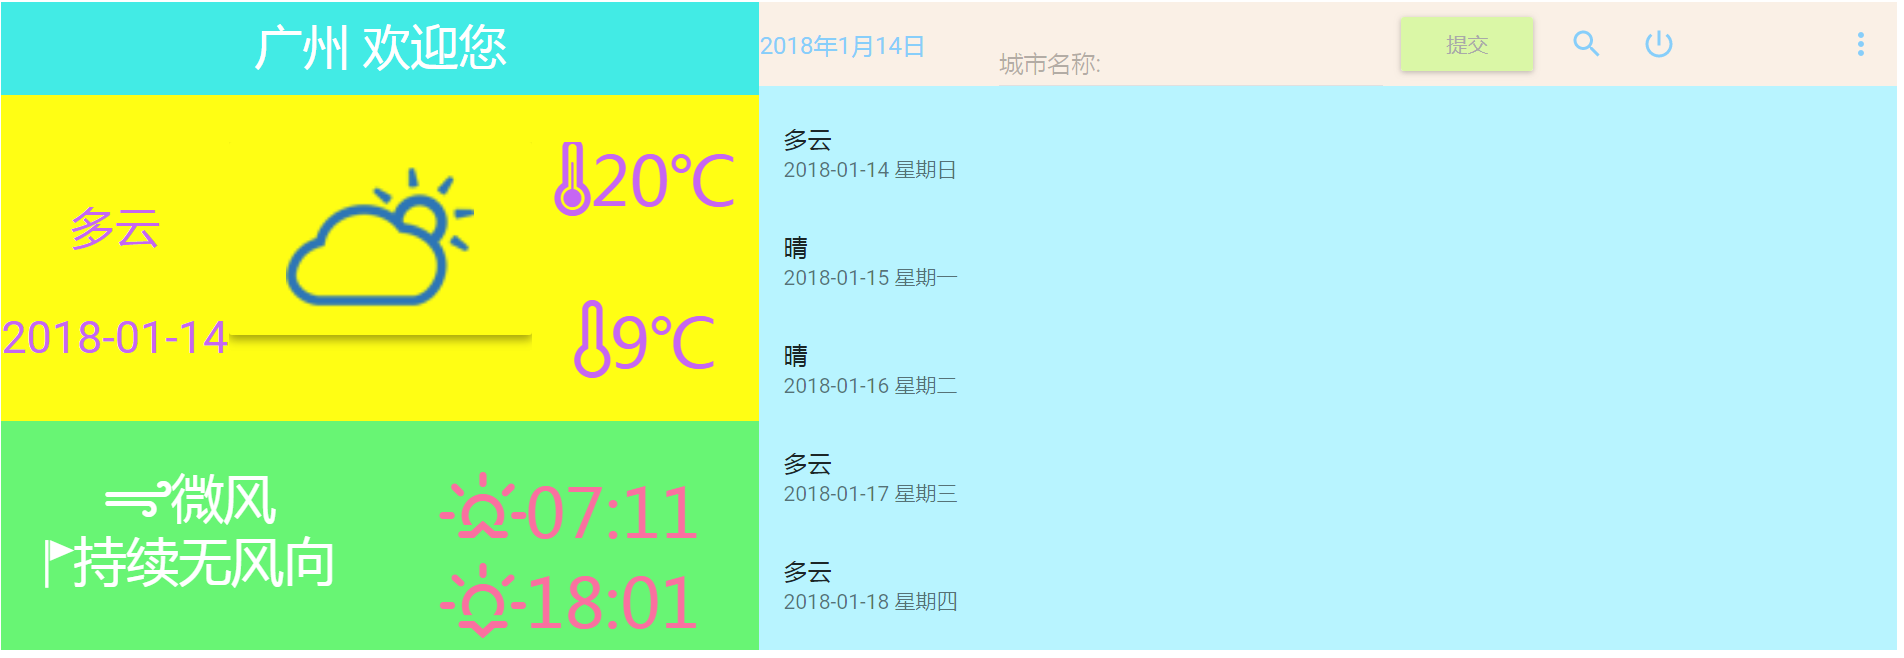 广州 欢迎您
多云
2018-01-14
20℃
9℃
微风
持续无风向
07:11
18:01
2018年1月14日
城市名称:
提交
多云
2018-01-14 星期日
晴
2018-01-15 星期一
晴
2018-01-16 星期二
多云
2018-01-17 星期三
多云
2018-01-18 星期四